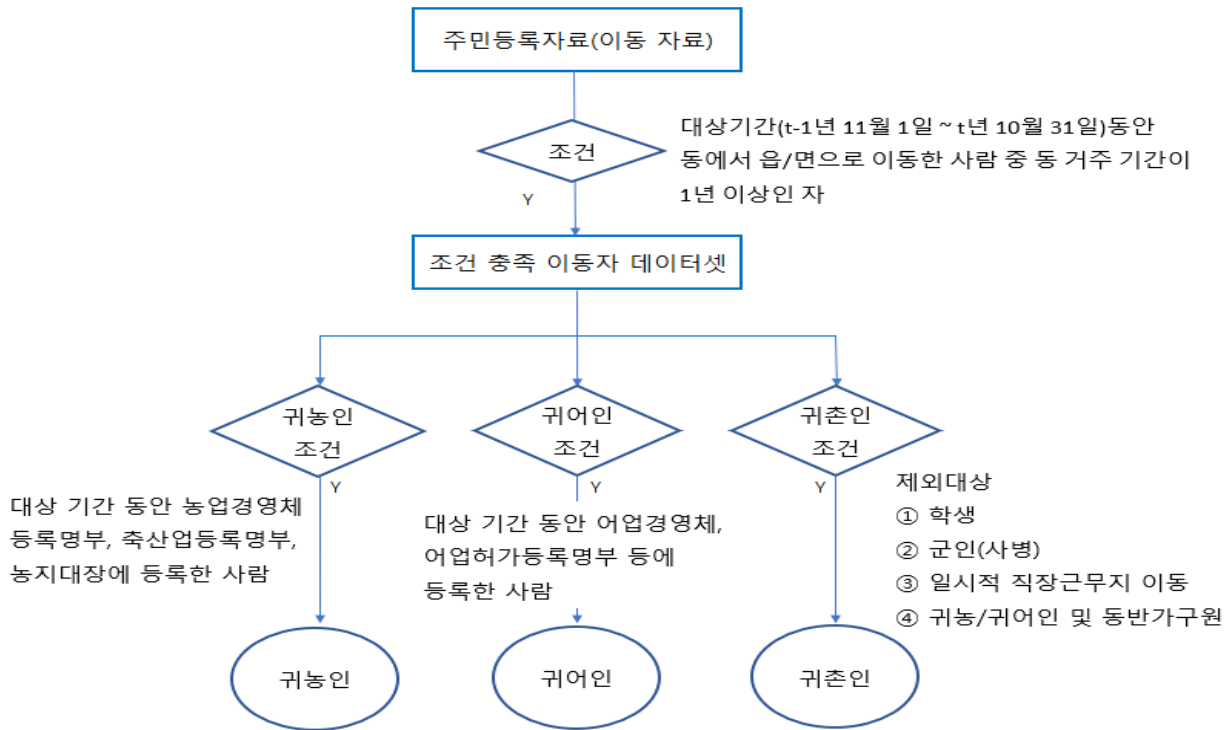 주민등록자료(이동 자료)
조건
대상기간(t-1년 11월 1일 ~ t년 10월 31일)동안
동에서 읍/면으로 이동한 사람 중 동 거주 기간이
1년 이상인 자
Y
조건 충족 이동자 데이터셋
귀농인
조건
귀어인
조건
귀촌인
조건
Y
Y
Y
대상 기간 동안 농업경영체
등록명부, 축산업등록명부,
농지대장에 등록한 사람
대상 기간 동안 어업경영체,
어업허가등록명부 등에
등록한 사람
제외대상
① 학생
② 군인(사병)
③ 일시적 직장근무지 이동
④ 귀농/귀어인 및 동반가구원
귀농인
귀어인
귀촌인